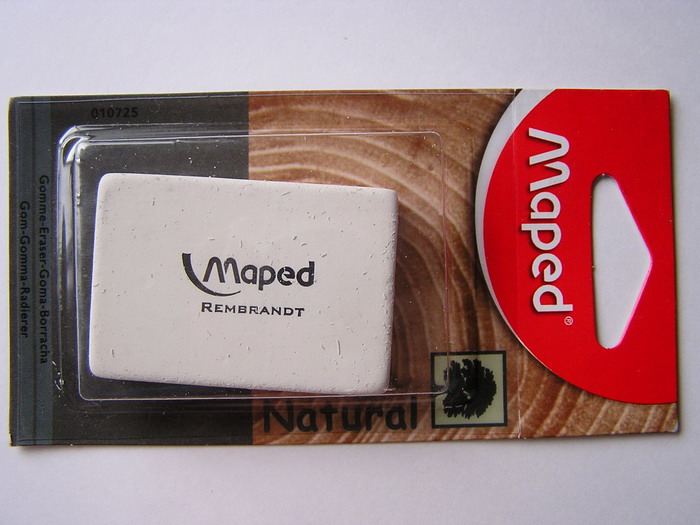 010725
Gomme-Eraser-Goma-Borracha
Gom-Gomma-Radierer
Maped
REMBRANDT
Natural
Maped®